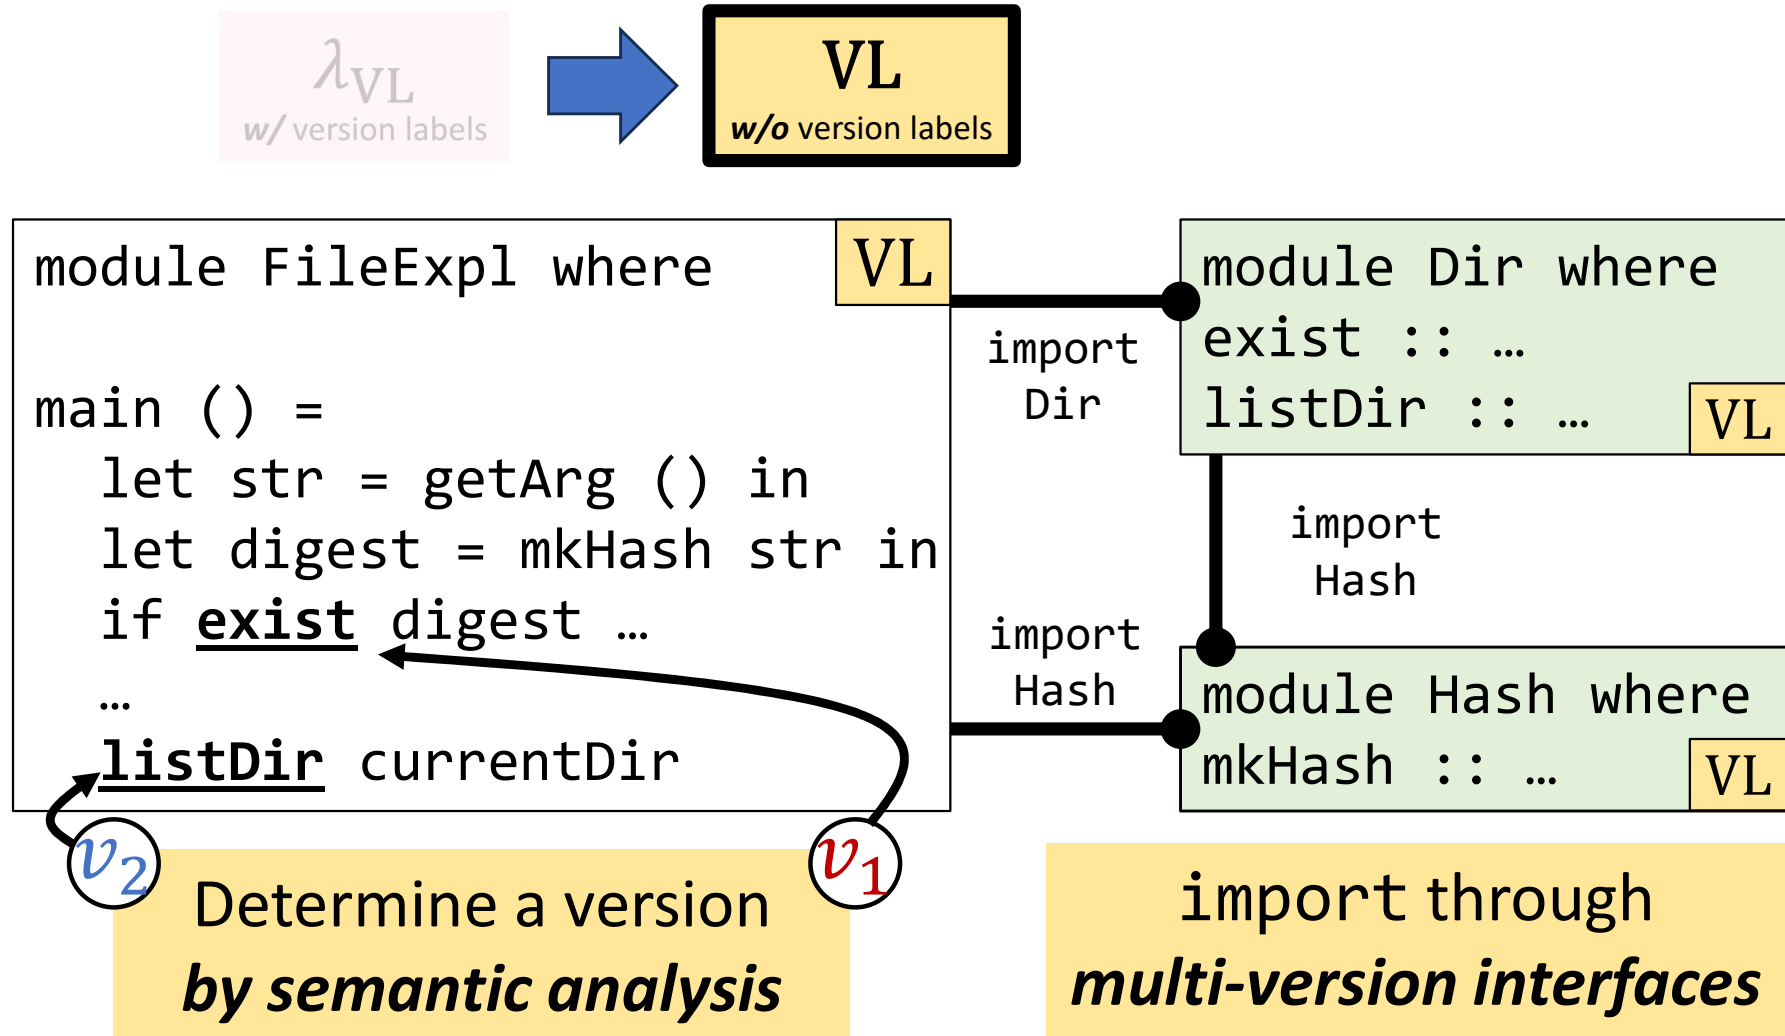 λVL
w/ version labels
VL
w/o version labels
module FileExpl where
VL
main () =
let str = getArg () in
let digest = mkHash str in
if exist digest …
…
listDir currentDir
import
Dir
module Dir where
exist :: …
listDir :: …
VL
import
Hash
import
Hash
module Hash where
mkHash :: …
VL
v2
v1
Determine a version
by semantic analysis
import through
multi-version interfaces